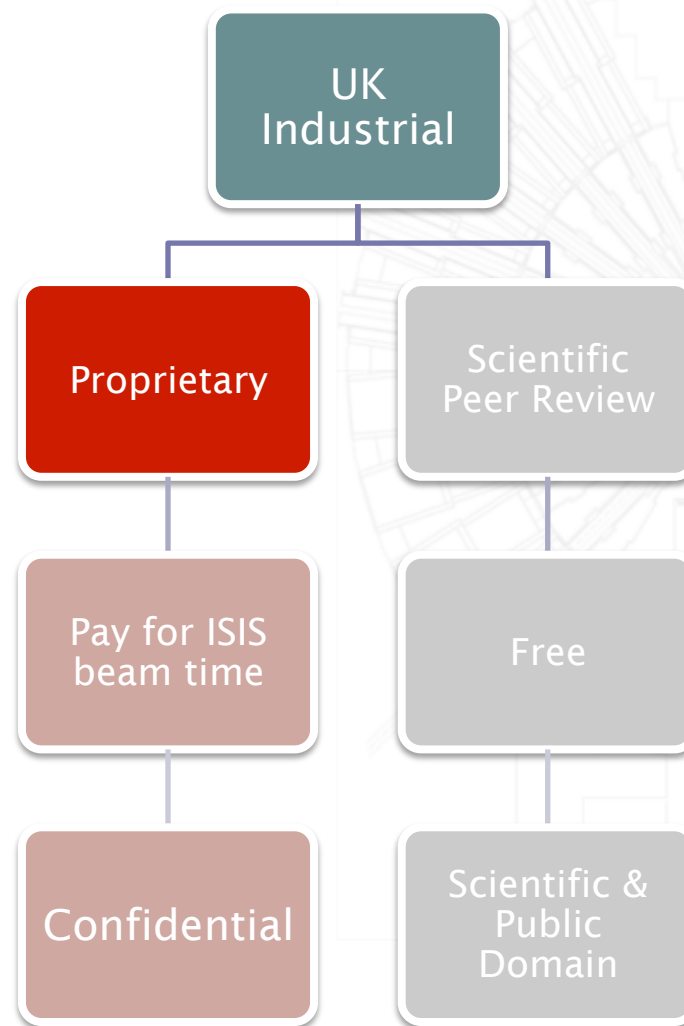 UK
Industrial
Proprietary
Scientific
Peer Review
Pay for ISIS
beam time
Free
Confidential
Scientific &
Public
Domain